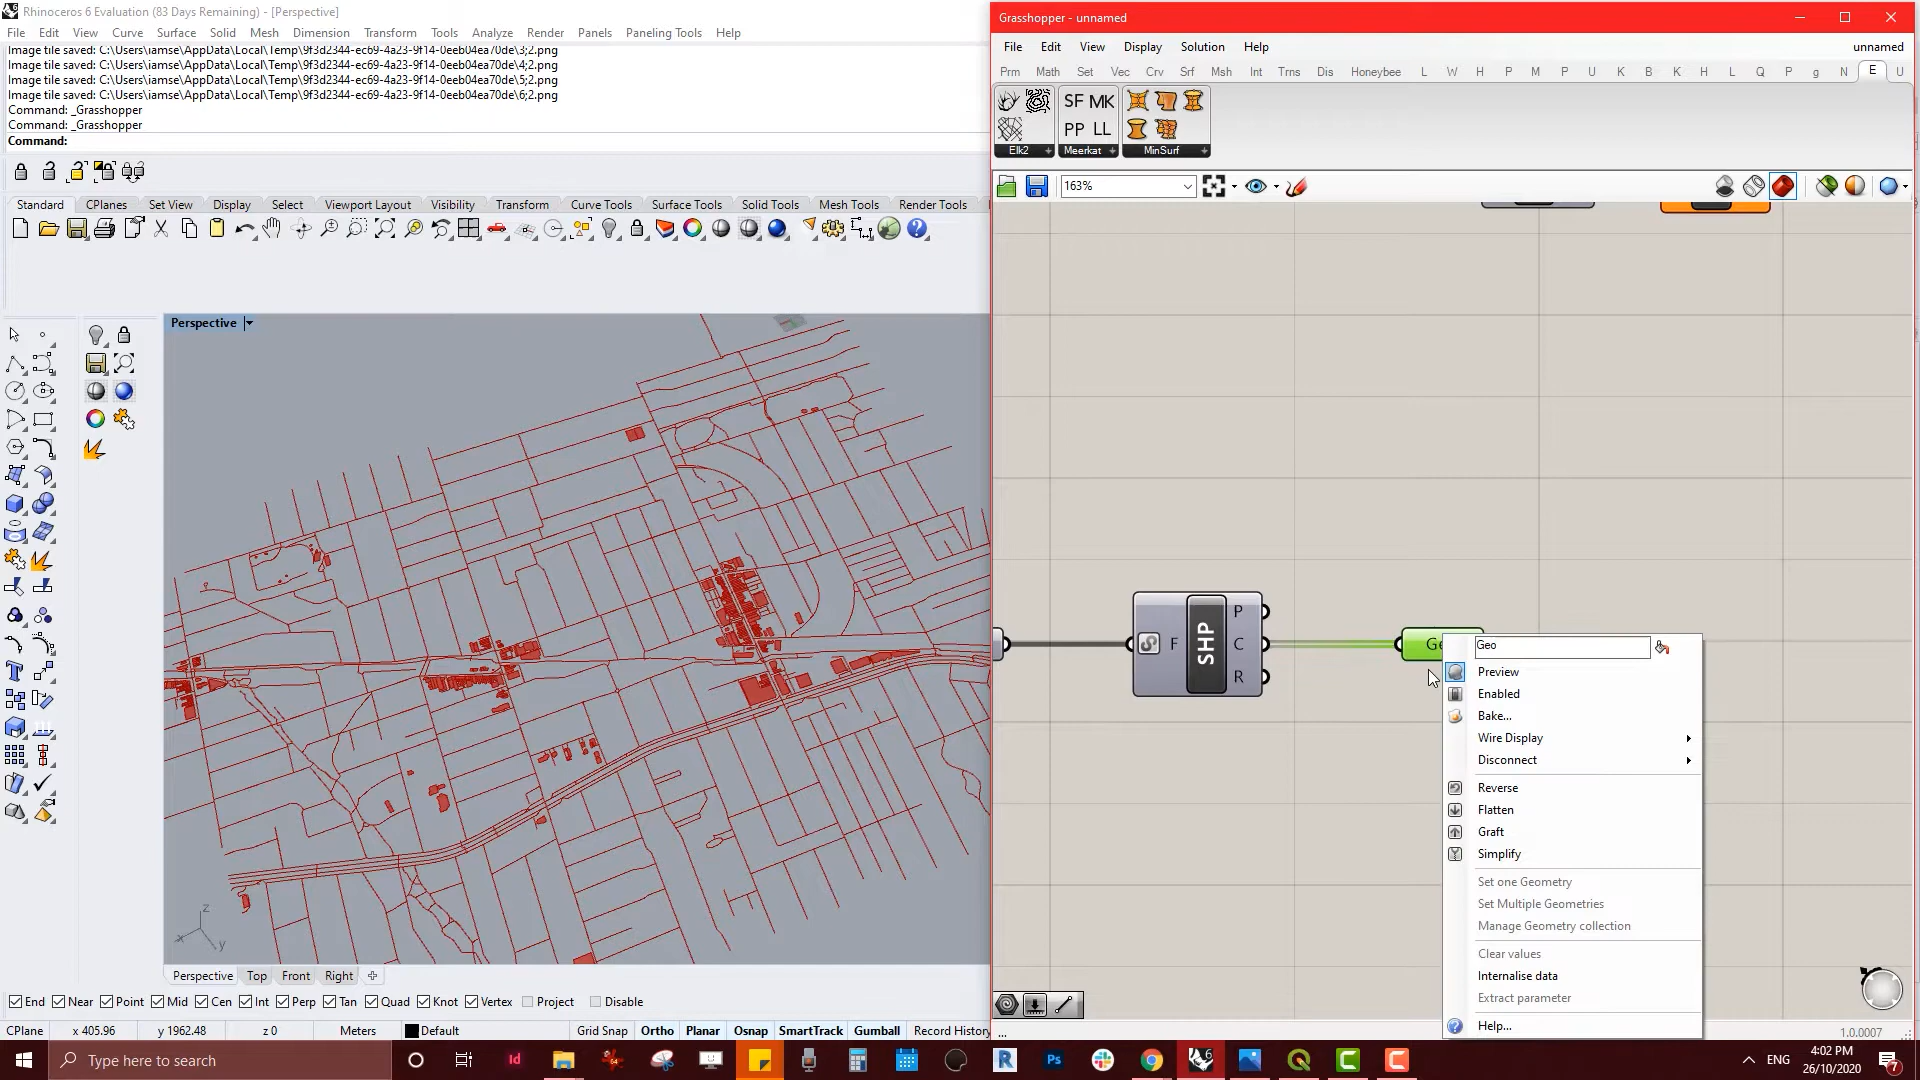 Rhinoceros 6 Evaluation (83 Days Remaining) - [Perspective]
File Edit View Curve Surface Solid Mesh Dimension Transform Tools Analyze Render Panels Paneling Tools Help
Image tile saved: C:\Users\iamse\AppData\Local\Temp\9f3d2344-ec69-4a23-9f14-0eeb04ea70de\3;2.png
Image tile saved: C:\Users\iamse\AppData\Local\Temp\9f3d2344-ec69-4a23-9f14-0eeb04ea70de\4;2.png
Image tile saved: C:\Users\iamse\AppData\Local\Temp\9f3d2344-ec69-4a23-9f14-0eeb04ea70de\5;2.png
Image tile saved: C:\Users\iamse\AppData\Local\Temp\9f3d2344-ec69-4a23-9f14-0eeb04ea70de\6;2.png
Command: _Grasshopper
Command: _Grasshopper
Command:
Standard CPlanes Set View Display Select Viewport Layout Visibility Transform Curve Tools Surface Tools Solid Tools Mesh Tools Render Tools
Perspective
z
x
y
Perspective Top Front Right
End Near Point Mid Cen Int Perp Tan Quad Knot Vertex Project Disable
CPlane x 405.96 y 1962.48 z 0 Meters Default Grid Snap Ortho Planar Osnap SmartTrack Gumball Record History
Grasshopper - unnamed
File Edit View Display Solution Help unnamed
Prm Math Set Vec Crv Srf Msh Int Trns Dis Honeybee L W H P M P U K B K H L Q P g N E U
SF MK
PP LL
Elk2 Meerkat MinSurf
163%
P
F SHP C
R
Ge
Geo
Preview
Enabled
Bake...
Wire Display
Disconnect
Reverse
Flatten
Graft
Simplify
Set one Geometry
Set Multiple Geometries
Manage Geometry collection
Clear values
Internalise data
Extract parameter
Help...
...
1.0.0007
Type here to search
Id
R
Ps
C
C
ENG
4:02 PM
26/10/2020
7